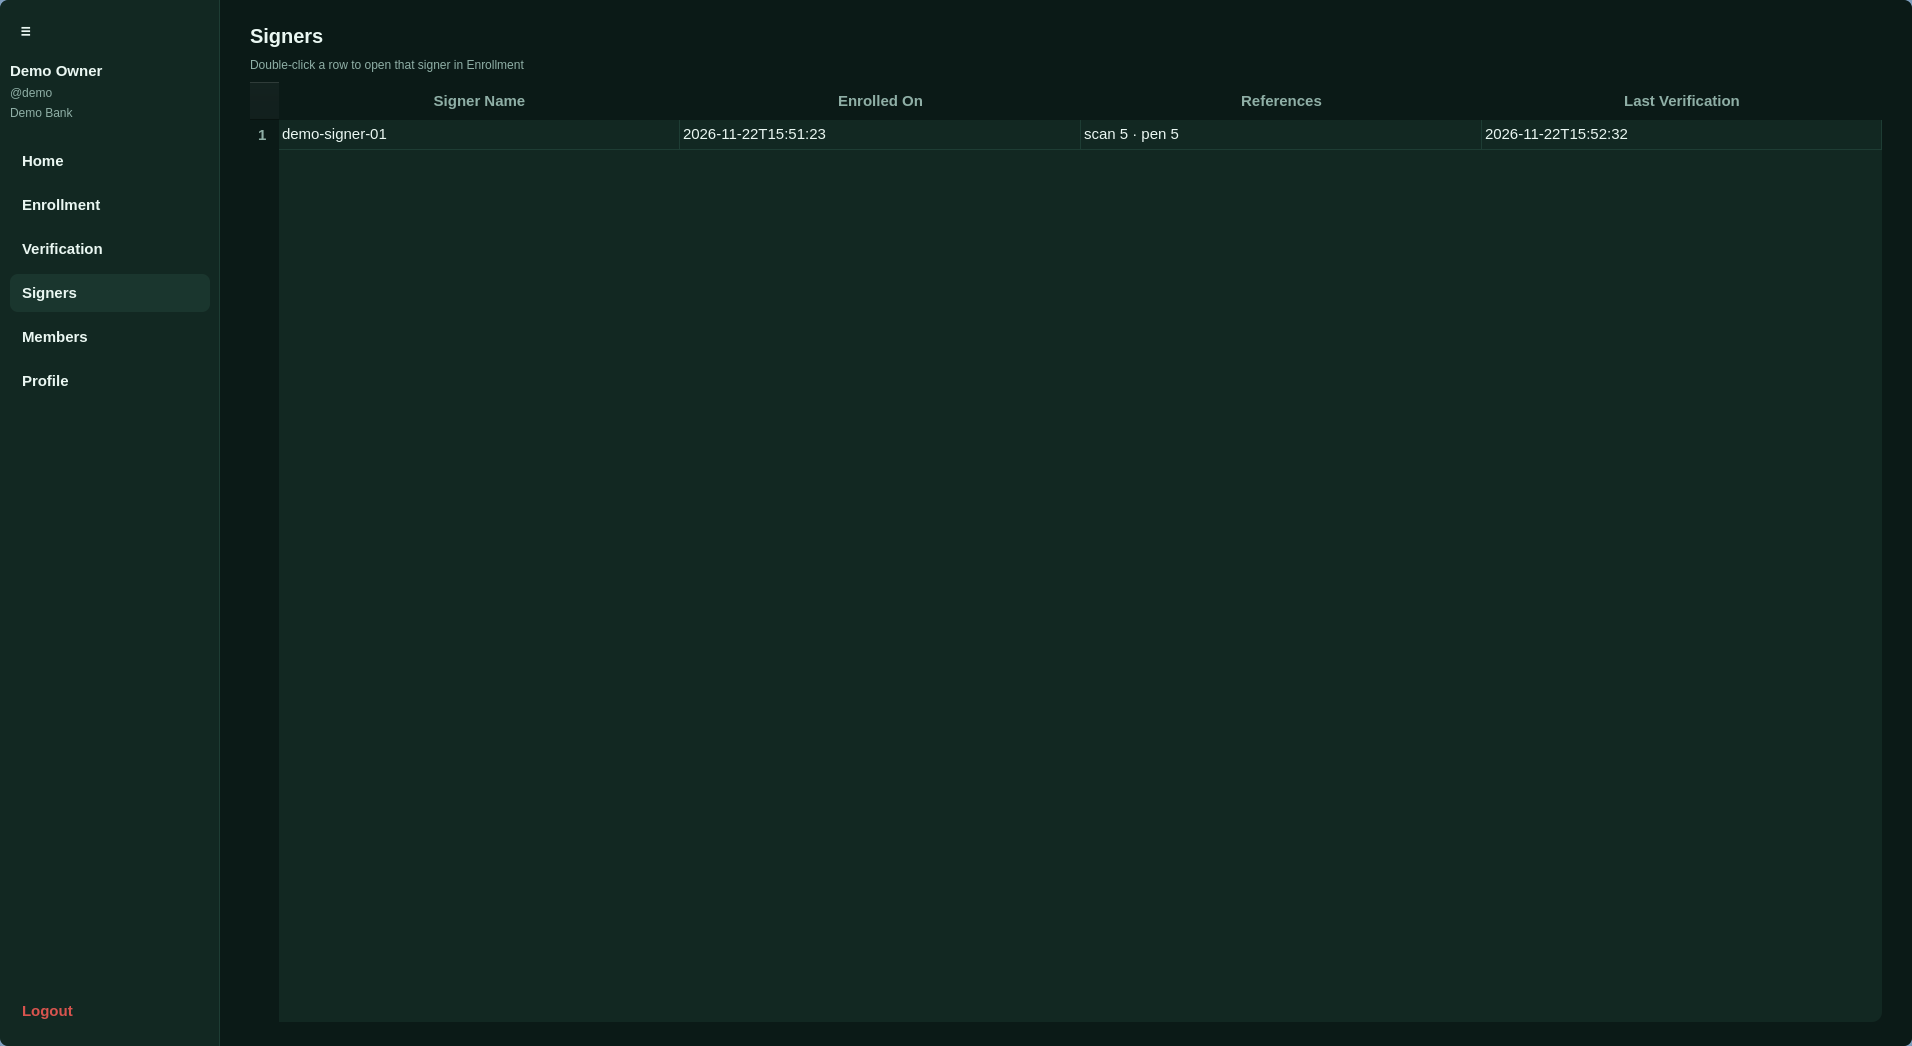 Demo Owner
@demo
Demo Bank
Home
Enrollment
Verification
Signers
Members
Profile
Logout
Signers
Double-click a row to open that signer in Enrollment
Signer Name Enrolled On References Last Verification
1 demo-signer-01 2026-11-22T15:51:23 scan 5 · pen 5 2026-11-22T15:52:32